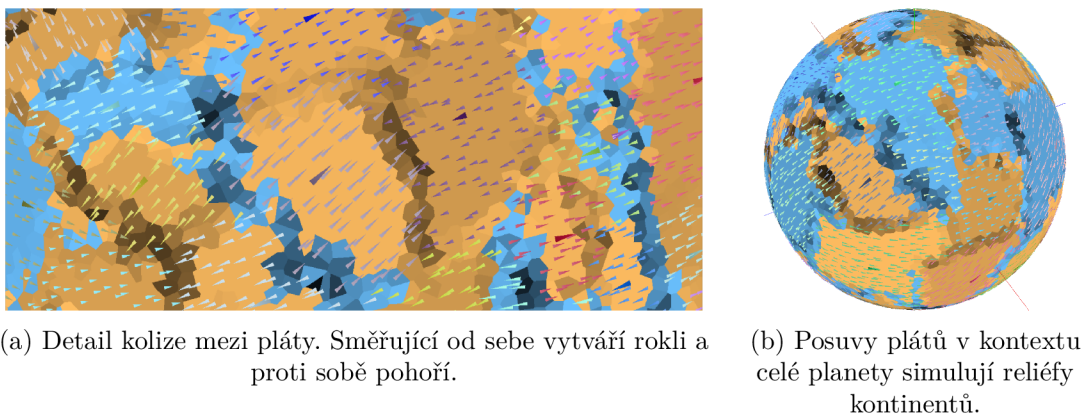 (a) Detail kolize mezi pláty. Směřující od sebe vytváří rokli a
proti sobě pohoří.
(b) Posuvy plátů v kontextu
celé planety simulují reliéfy
kontinentů.